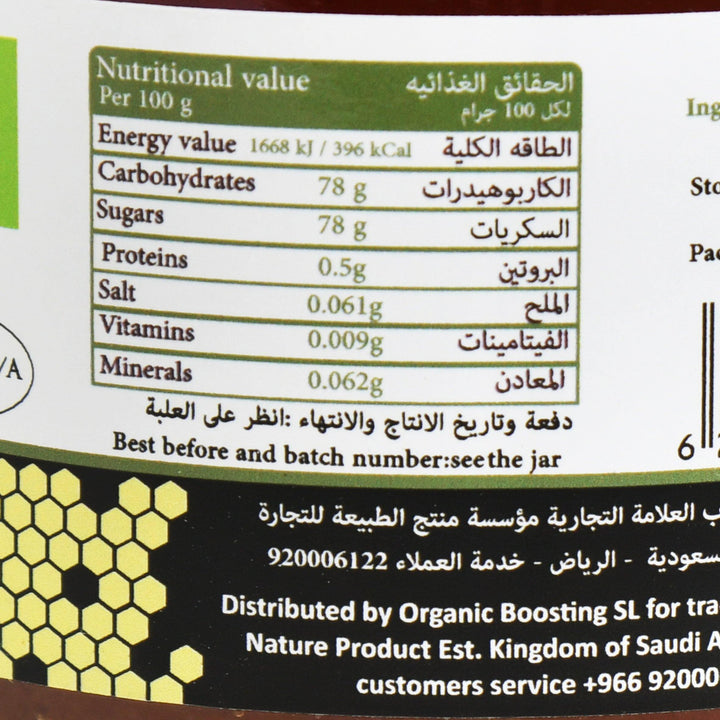 Nutritional value الحقائق الغذائيه
Per 100 g لكل 100 جرام
Energy value 1668 kJ / 396 kCal الطاقه الكلية
Carbohydrates 78 g الكاربوهيدرات
Sugars 78 g السكريات
Proteins 0.5g البروتين
Salt 0.061g الملح
Vitamins 0.009g الفيتامينات
Minerals 0.062g المعادن
دفعة وتاريخ الانتاج والانتهاء :انظر على العلبة
Best before and batch number:see the jar
العلامة التجارية مؤسسة منتج الطبيعة للتجارة
سعودية - الرياض - خدمة العملاء 920006122
Distributed by Organic Boosting SL for tra
Nature Product Est. Kingdom of Saudi A
customers service +966 92000
Ing
Sto
Pac
6
/A